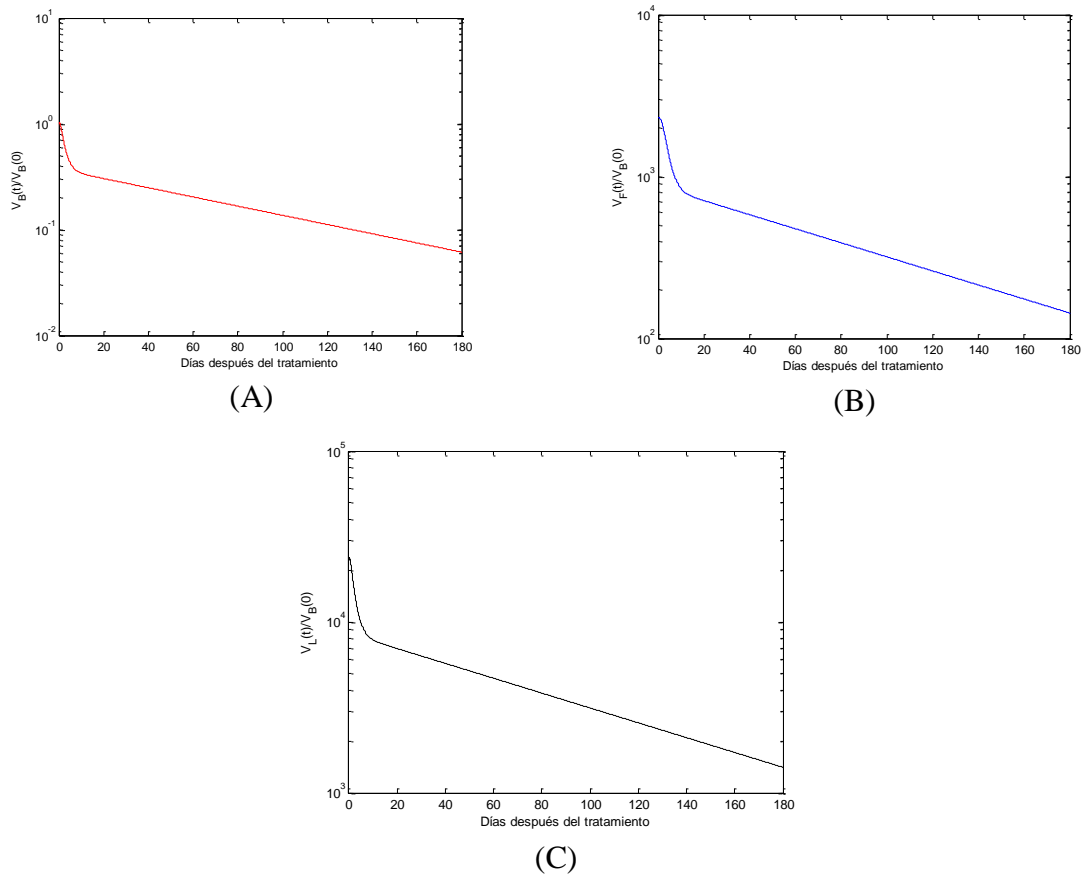 10^1
10^0
10^-1
10^-2
V_B(t)/V_B(0)
0 20 40 60 80 100 120 140 160 180
Días después del tratamiento
(A)
10^4
10^3
10^2
V_F(t)/V_B(0)
0 20 40 60 80 100 120 140 160 180
Días después del tratamiento
(B)
10^5
10^4
10^3
V_L(t)/V_B(0)
0 20 40 60 80 100 120 140 160 180
Días después del tratamiento
(C)